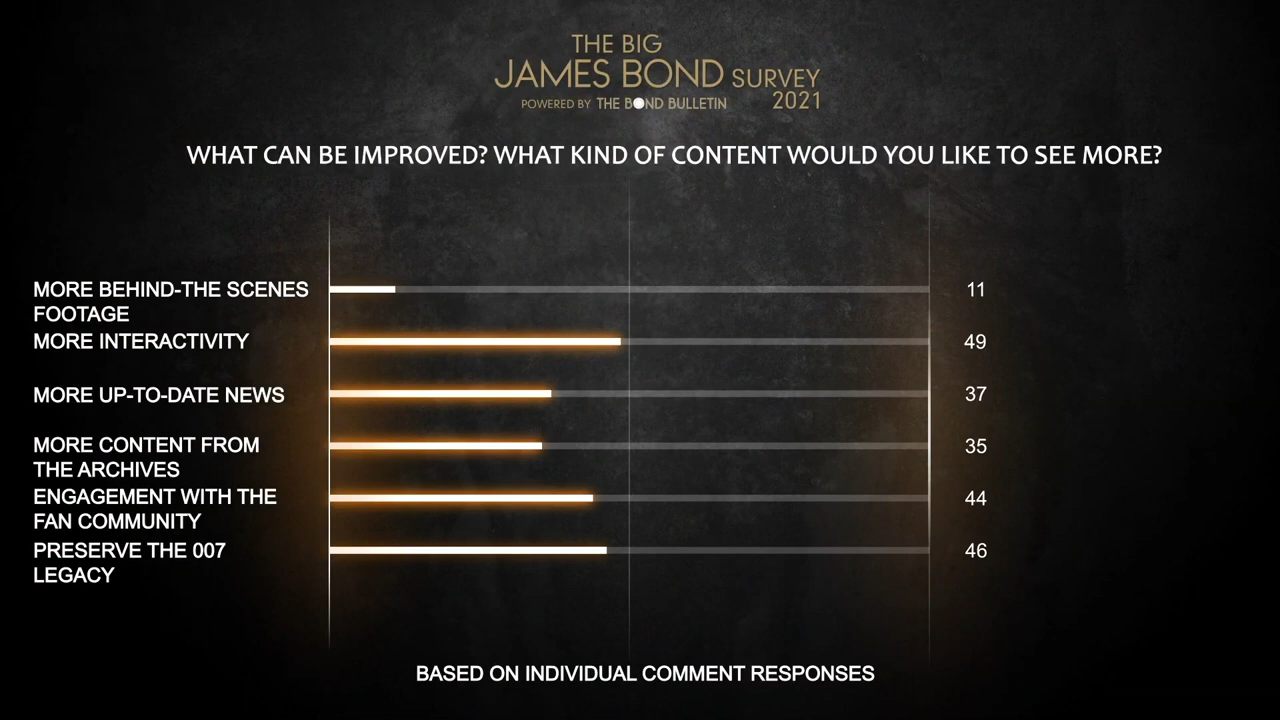 THE BIG
JAMES BOND SURVEY
POWERED BY THE BOND BULLETIN 2021
WHAT CAN BE IMPROVED? WHAT KIND OF CONTENT WOULD YOU LIKE TO SEE MORE?
MORE BEHIND-THE SCENES
FOOTAGE
11
MORE INTERACTIVITY
49
MORE UP-TO-DATE NEWS
37
MORE CONTENT FROM
THE ARCHIVES
35
ENGAGEMENT WITH THE
FAN COMMUNITY
44
PRESERVE THE 007
LEGACY
46
BASED ON INDIVIDUAL COMMENT RESPONSES